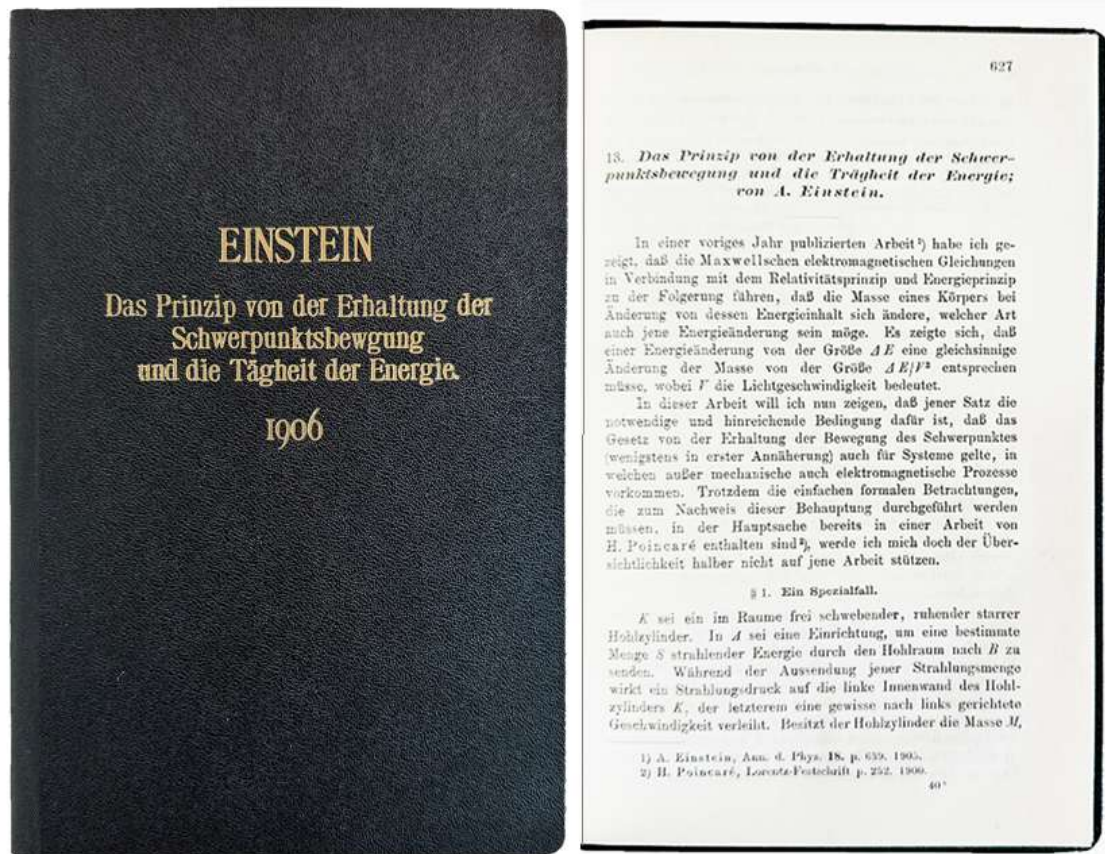 EINSTEIN
Das Prinzip von der Erhaltung der
Schwerpunktsbewgung
und die Tägheit der Energie.
1906
627
13. Das Prinzip von der Erhaltung der Schwer-
punktsbewegung und die Trägheit der Energie;
von A. Einstein.
In einer voriges Jahr publizierten Arbeit¹) habe ich ge-
zeigt, daß die Maxwellschen elektromagnetischen Gleichungen
in Verbindung mit dem Relativitätsprinzip und Energieprinzip
zu der Folgerung führen, daß die Masse eines Körpers bei
Änderung von dessen Energieinhalt sich ändere, welcher Art
auch jene Energieänderung sein möge. Es zeigte sich, daß
einer Energieänderung von der Größe ΔE eine gleichsinnige
Änderung der Masse von der Größe ΔE/V² entsprechen
müsse, wobei V die Lichtgeschwindigkeit bedeutet.
In dieser Arbeit will ich nun zeigen, daß jener Satz die
notwendige und hinreichende Bedingung dafür ist, daß das
Gesetz von der Erhaltung der Bewegung des Schwerpunktes
(wenigstens in erster Annäherung) auch für Systeme gelte, in
welchen außer mechanische auch elektromagnetische Prozesse
vorkommen. Trotzdem die einfachen formalen Betrachtungen,
die zum Nachweis dieser Behauptung durchgeführt werden
müssen, in der Hauptsache bereits in einer Arbeit von
H. Poincaré enthalten sind²), werde ich mich doch der Über-
sichtlichkeit halber nicht auf jene Arbeit stützen.
§ 1. Ein Spezialfall.
K sei ein im Raume frei schwebender, ruhender starrer
Hohlzylinder. In A sei eine Einrichtung, um eine bestimmte
Menge S strahlender Energie durch den Hohlraum nach B zu
senden. Während der Aussendung jener Strahlungsmenge
wirkt ein Strahlungsdruck auf die linke Innenwand des Hohl-
zylinders K, der letzterem eine gewisse nach links gerichtete
Geschwindigkeit verleiht. Besitzt der Hohlzylinder die Masse M,
1) A. Einstein, Ann. d. Phys. 18. p. 639. 1905.
2) H. Poincaré, Lorentz-Festschrift p. 252. 1900.
40*